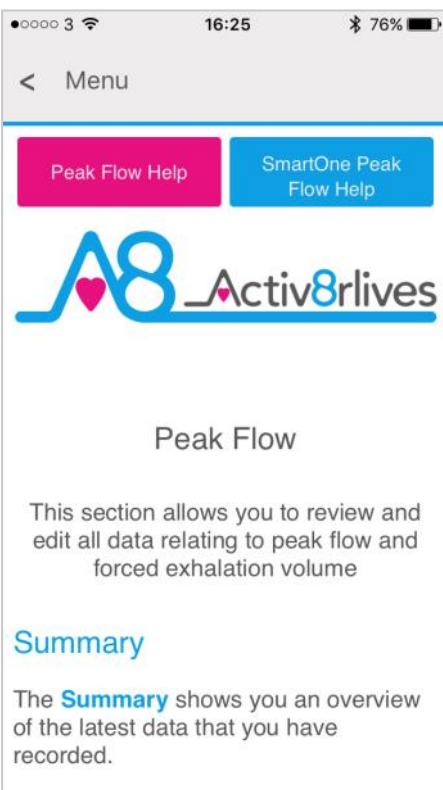 3 16:25 76%
< Menu
Peak Flow Help
SmartOne Peak
Flow Help
A8 Activ8rlives
Peak Flow
This section allows you to review and
edit all data relating to peak flow and
forced exhalation volume
Summary
The Summary shows you an overview
of the latest data that you have
recorded.